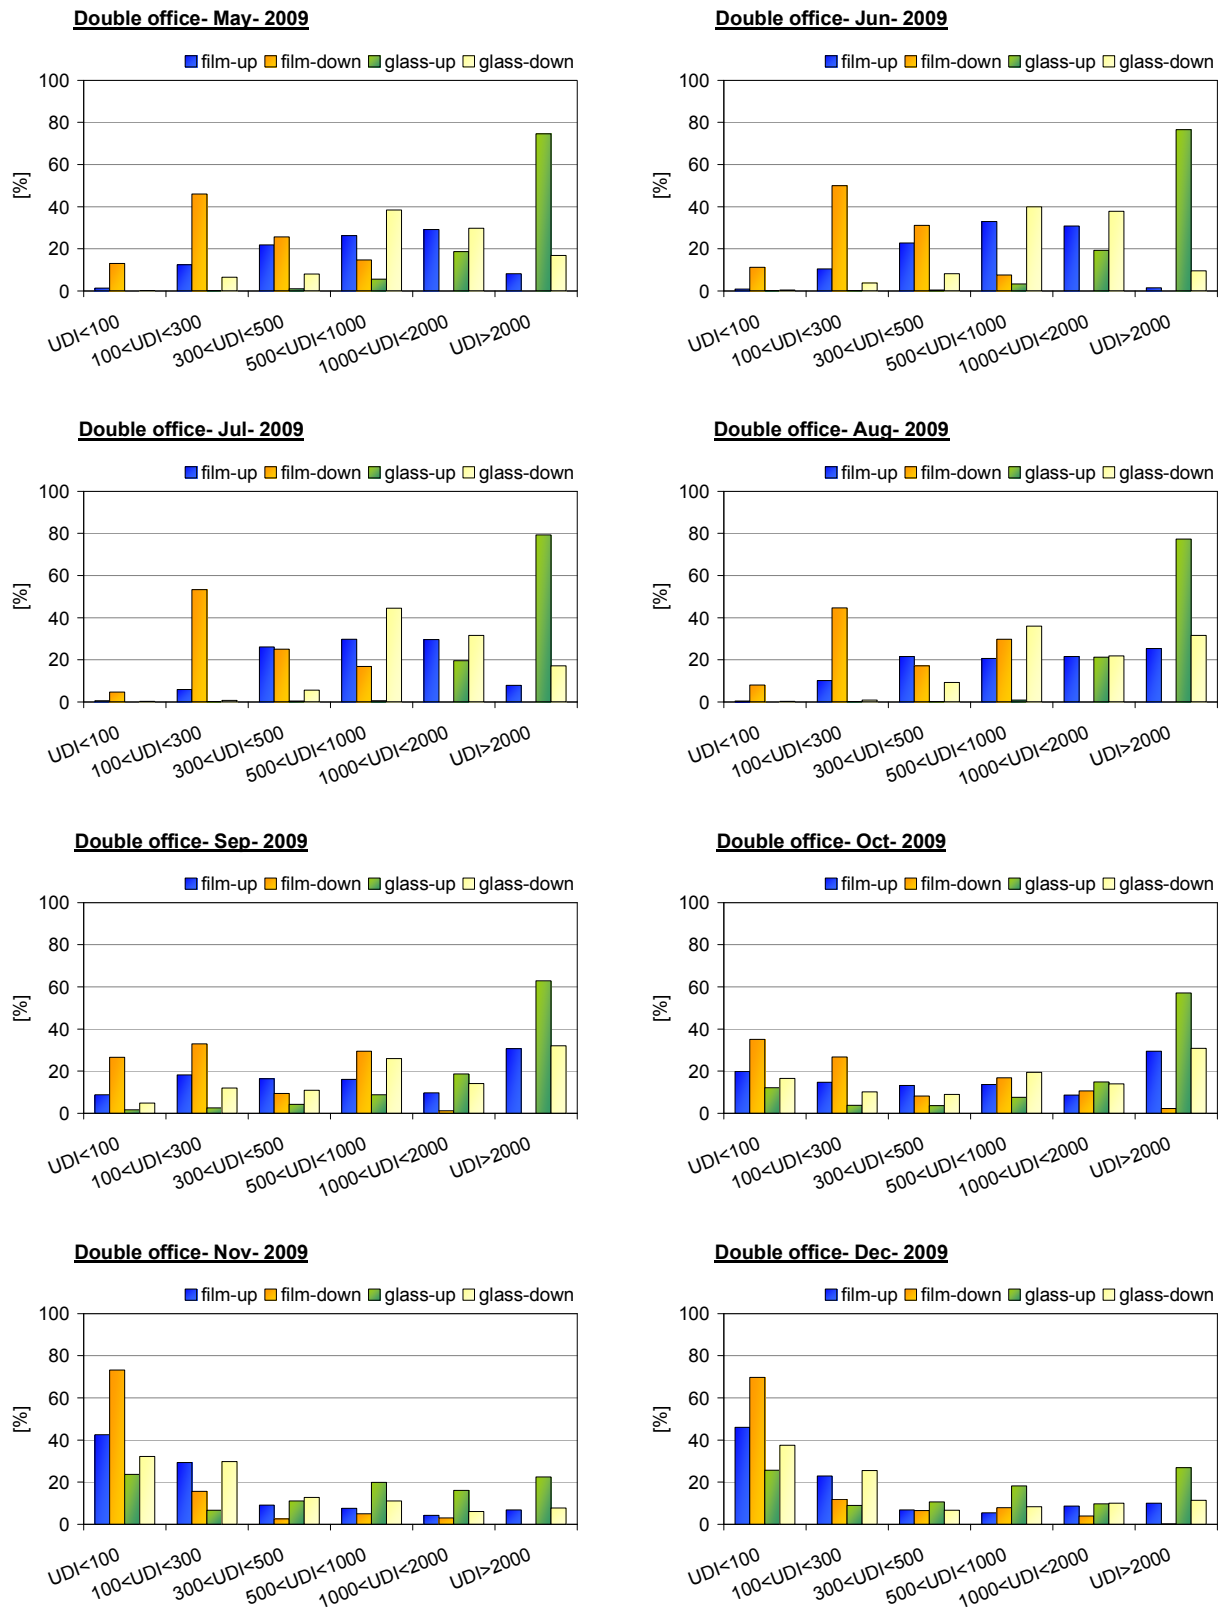 Double office- May- 2009
film-up film-down glass-up glass-down
100
80
60
40
20
0
[%]
UDI<100
100<UDI<300
300<UDI<500
500<UDI<1000
1000<UDI<2000
UDI>2000
Double office- Jun- 2009
film-up film-down glass-up glass-down
100
80
60
40
20
0
[%]
UDI<100
100<UDI<300
300<UDI<500
500<UDI<1000
1000<UDI<2000
UDI>2000
Double office- Jul- 2009
film-up film-down glass-up glass-down
100
80
60
40
20
0
[%]
UDI<100
100<UDI<300
300<UDI<500
500<UDI<1000
1000<UDI<2000
UDI>2000
Double office- Aug- 2009
film-up film-down glass-up glass-down
100
80
60
40
20
0
[%]
UDI<100
100<UDI<300
300<UDI<500
500<UDI<1000
1000<UDI<2000
UDI>2000
Double office- Sep- 2009
film-up film-down glass-up glass-down
100
80
60
40
20
0
[%]
UDI<100
100<UDI<300
300<UDI<500
500<UDI<1000
1000<UDI<2000
UDI>2000
Double office- Oct- 2009
film-up film-down glass-up glass-down
100
80
60
40
20
0
[%]
UDI<100
100<UDI<300
300<UDI<500
500<UDI<1000
1000<UDI<2000
UDI>2000
Double office- Nov- 2009
film-up film-down glass-up glass-down
100
80
60
40
20
0
[%]
UDI<100
100<UDI<300
300<UDI<500
500<UDI<1000
1000<UDI<2000
UDI>2000
Double office- Dec- 2009
film-up film-down glass-up glass-down
100
80
60
40
20
0
[%]
UDI<100
100<UDI<300
300<UDI<500
500<UDI<1000
1000<UDI<2000
UDI>2000